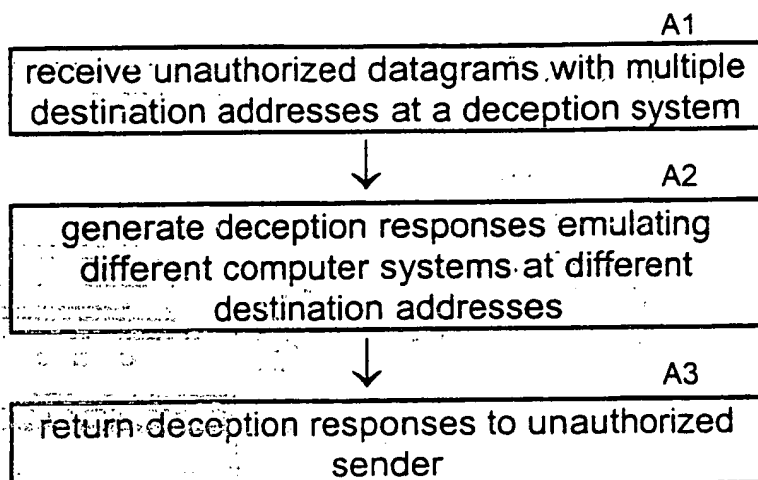 A1
receive unauthorized datagrams with multiple
destination addresses at a deception system
A2
generate deception responses emulating
different computer systems at different
destination addresses
A3
return deception responses to unauthorized
sender